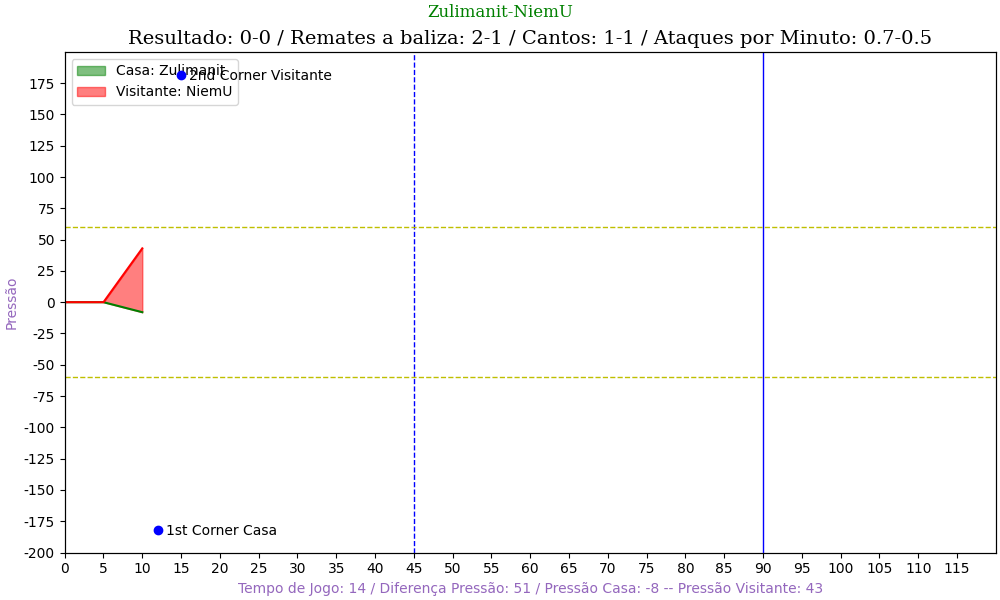 Zulimanit-NiemU
Resultado: 0-0 / Remates a baliza: 2-1 / Cantos: 1-1 / Ataques por Minuto: 0.7-0.5
Casa: Zulimanit
Visitante: NiemU
2nd Corner Visitante
1st Corner Casa
Pressão
175
150
125
100
75
50
25
0
-25
-50
-75
-100
-125
-150
-175
-200
0 5 10 15 20 25 30 35 40 45 50 55 60 65 70 75 80 85 90 95 100 105 110 115
Tempo de Jogo: 14 / Diferença Pressão: 51 / Pressão Casa: -8 -- Pressão Visitante: 43